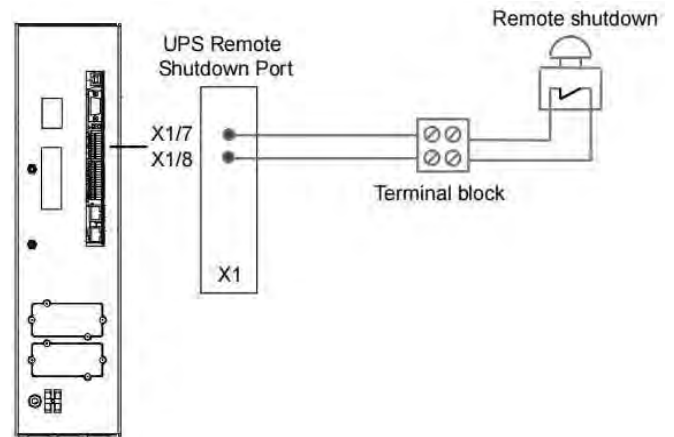 Remote shutdown
UPS Remote
Shutdown Port
X1/7
X1/8
Terminal block
X1